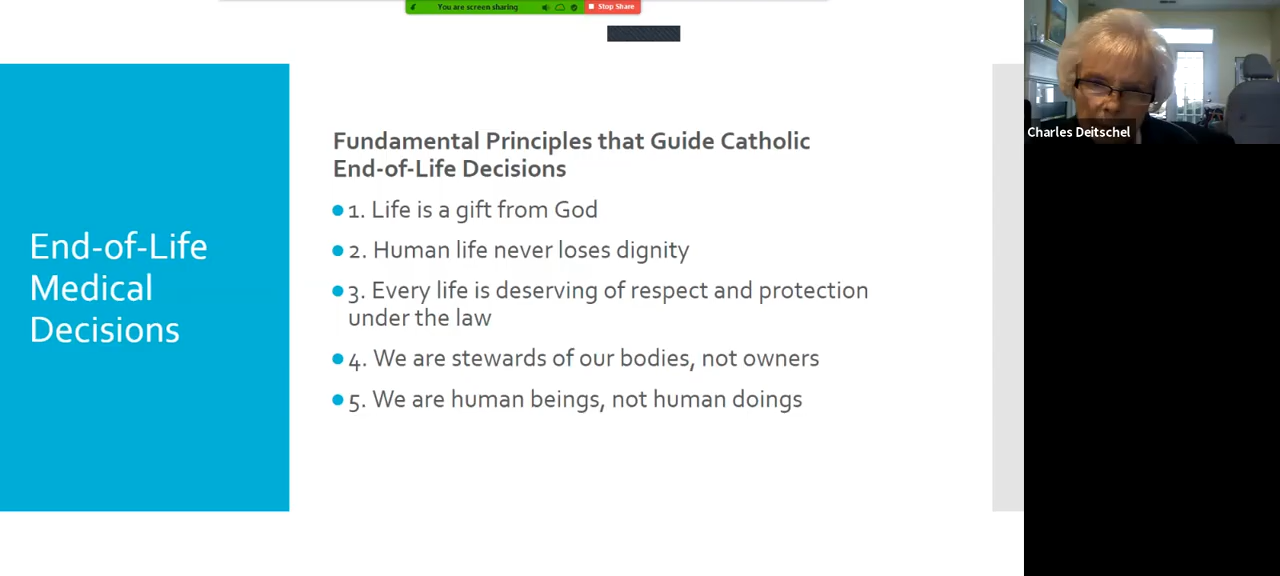 You are screen sharing
Stop Share
Charles Deitschel
End-of-Life
Medical
Decisions
Fundamental Principles that Guide Catholic
End-of-Life Decisions
1. Life is a gift from God
2. Human life never loses dignity
3. Every life is deserving of respect and protection
under the law
4. We are stewards of our bodies, not owners
5. We are human beings, not human doings